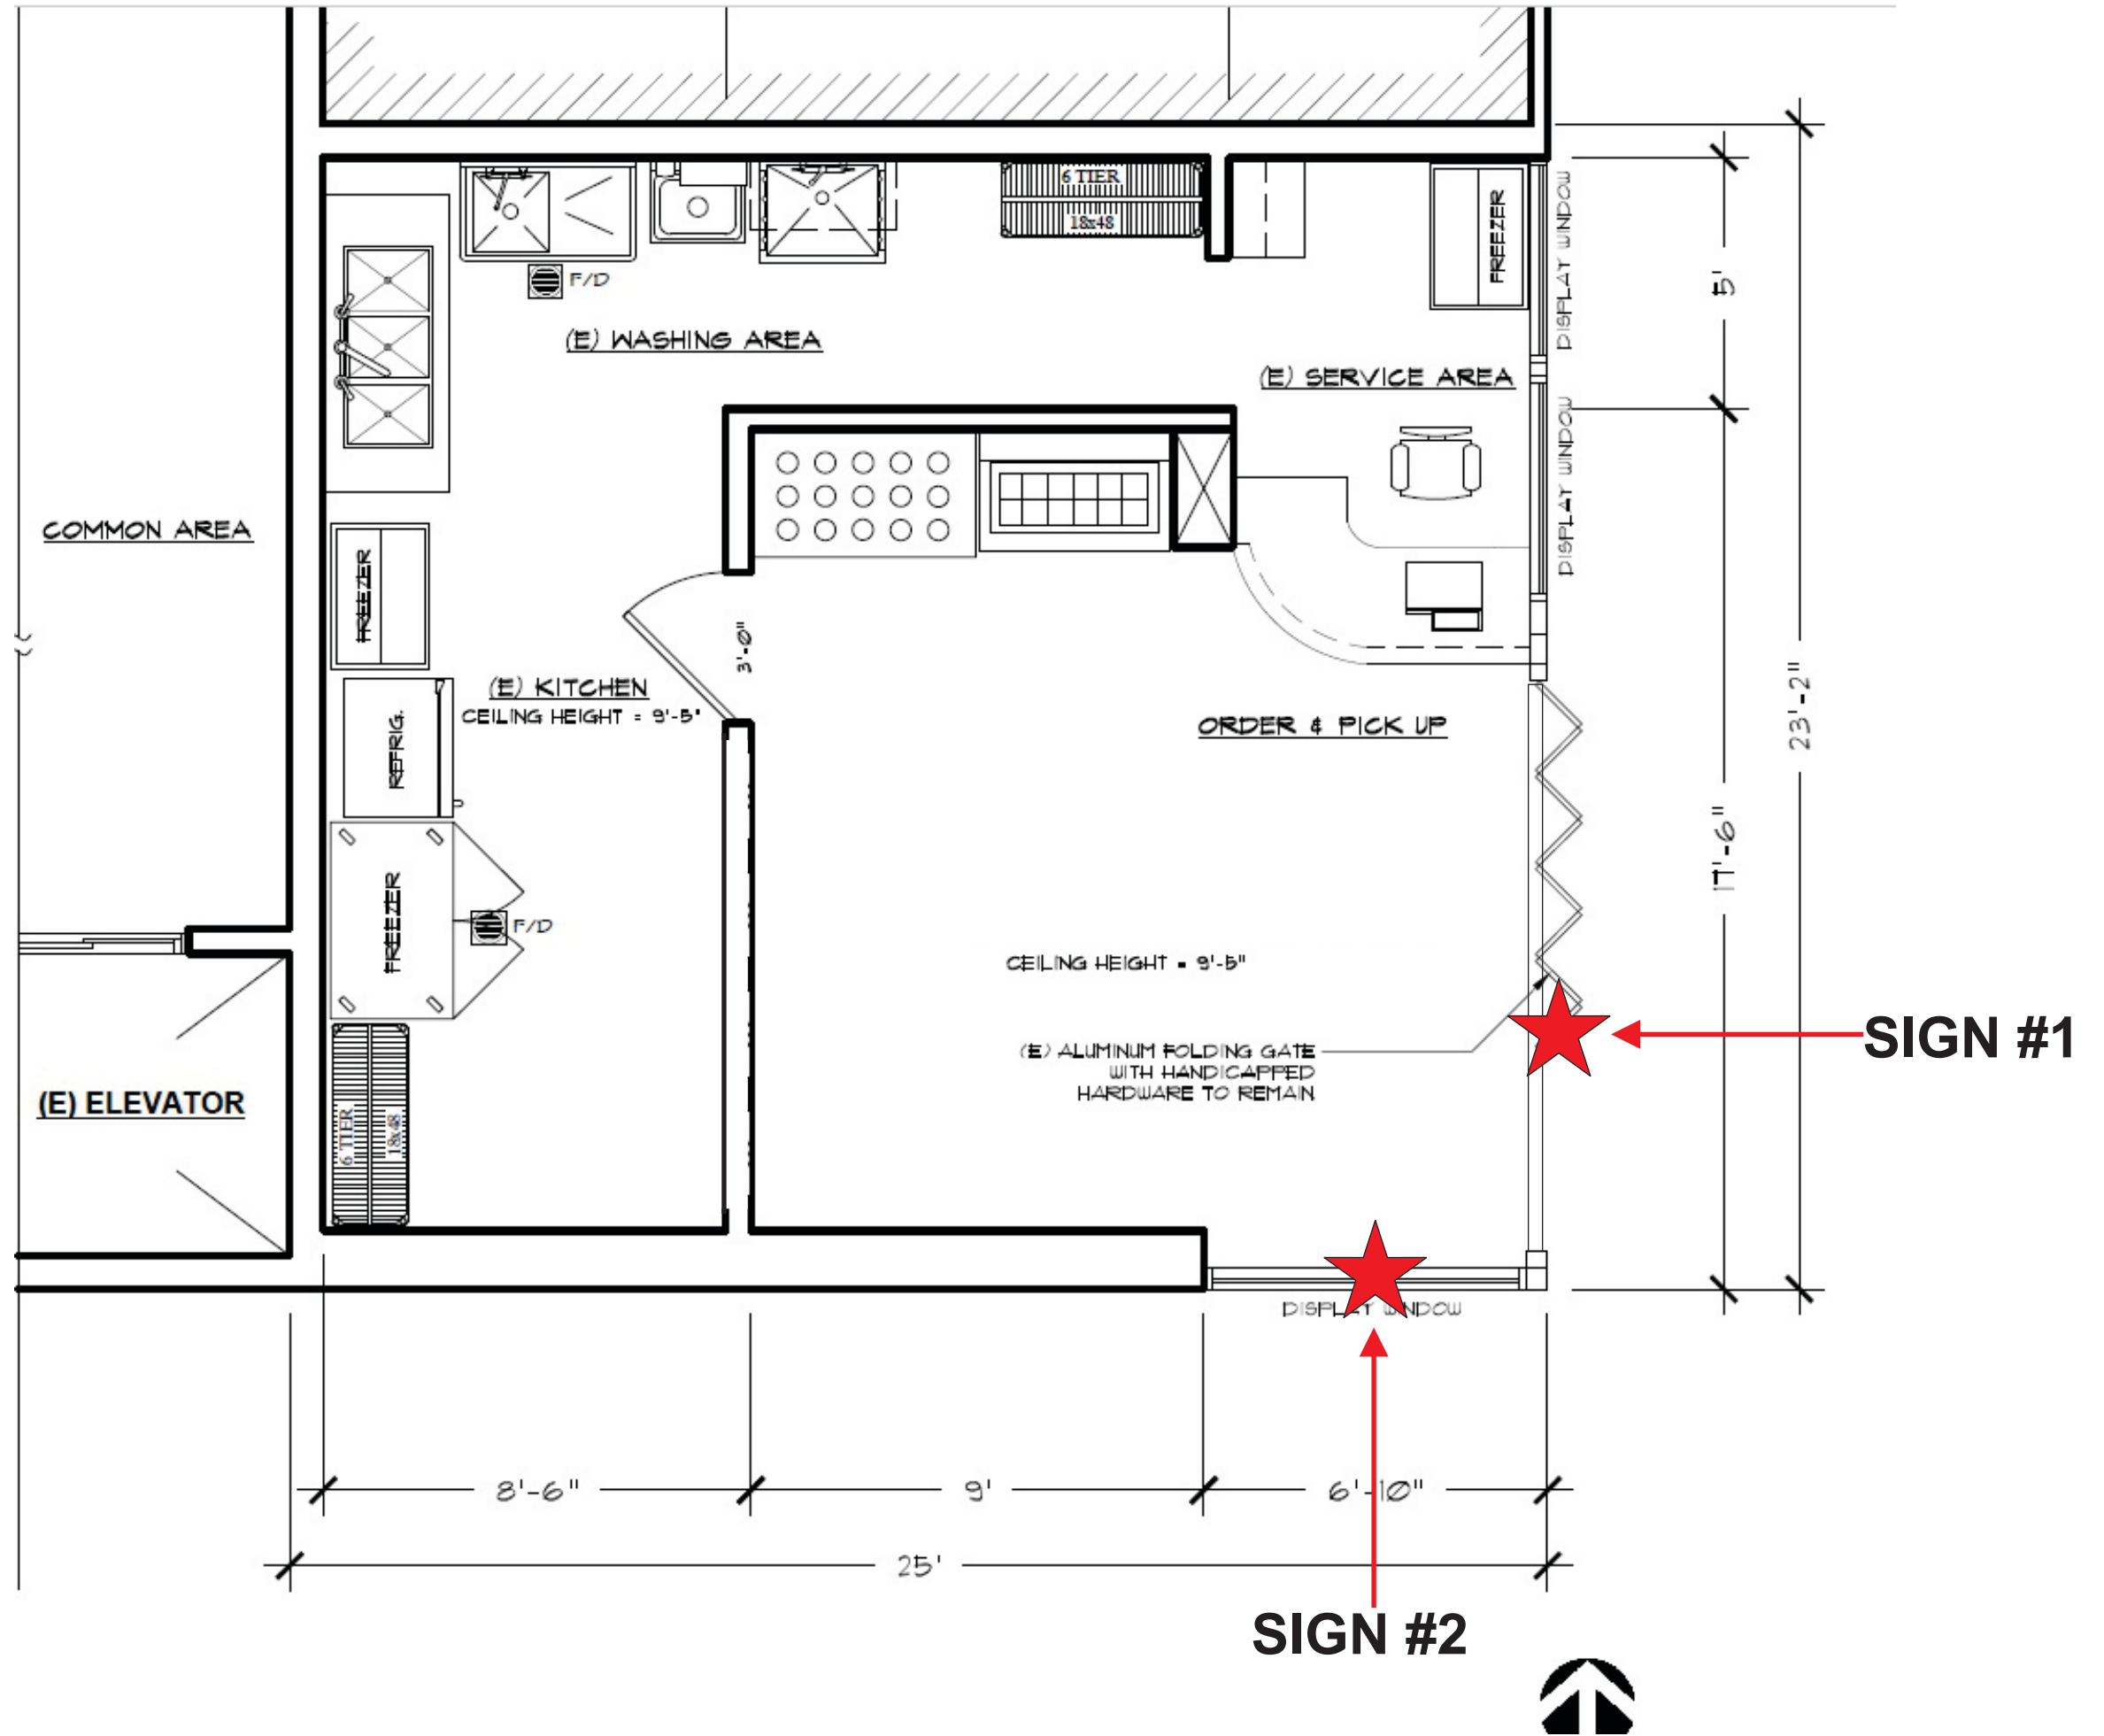 6 TIER
18x48
FREEZER
DISPLAY WINDOW
F/D
5'
(E) WASHING AREA
(E) SERVICE AREA
DISPLAY WINDOW
COMMON AREA
FREEZER
3'-0"
(E) KITCHEN
CEILING HEIGHT = 9'-5"
ORDER & PICK UP
23'-2"
REFRIG.
17'-6"
FREEZER
F/D
CEILING HEIGHT = 9'-5"
SIGN #1
(E) ALUMINUM FOLDING GATE
WITH HANDICAPPED
HARDWARE TO REMAIN
(E) ELEVATOR
6 TIER
18x48
DISPLAY WINDOW
8'-6"
9'
6'-10"
25'
SIGN #2